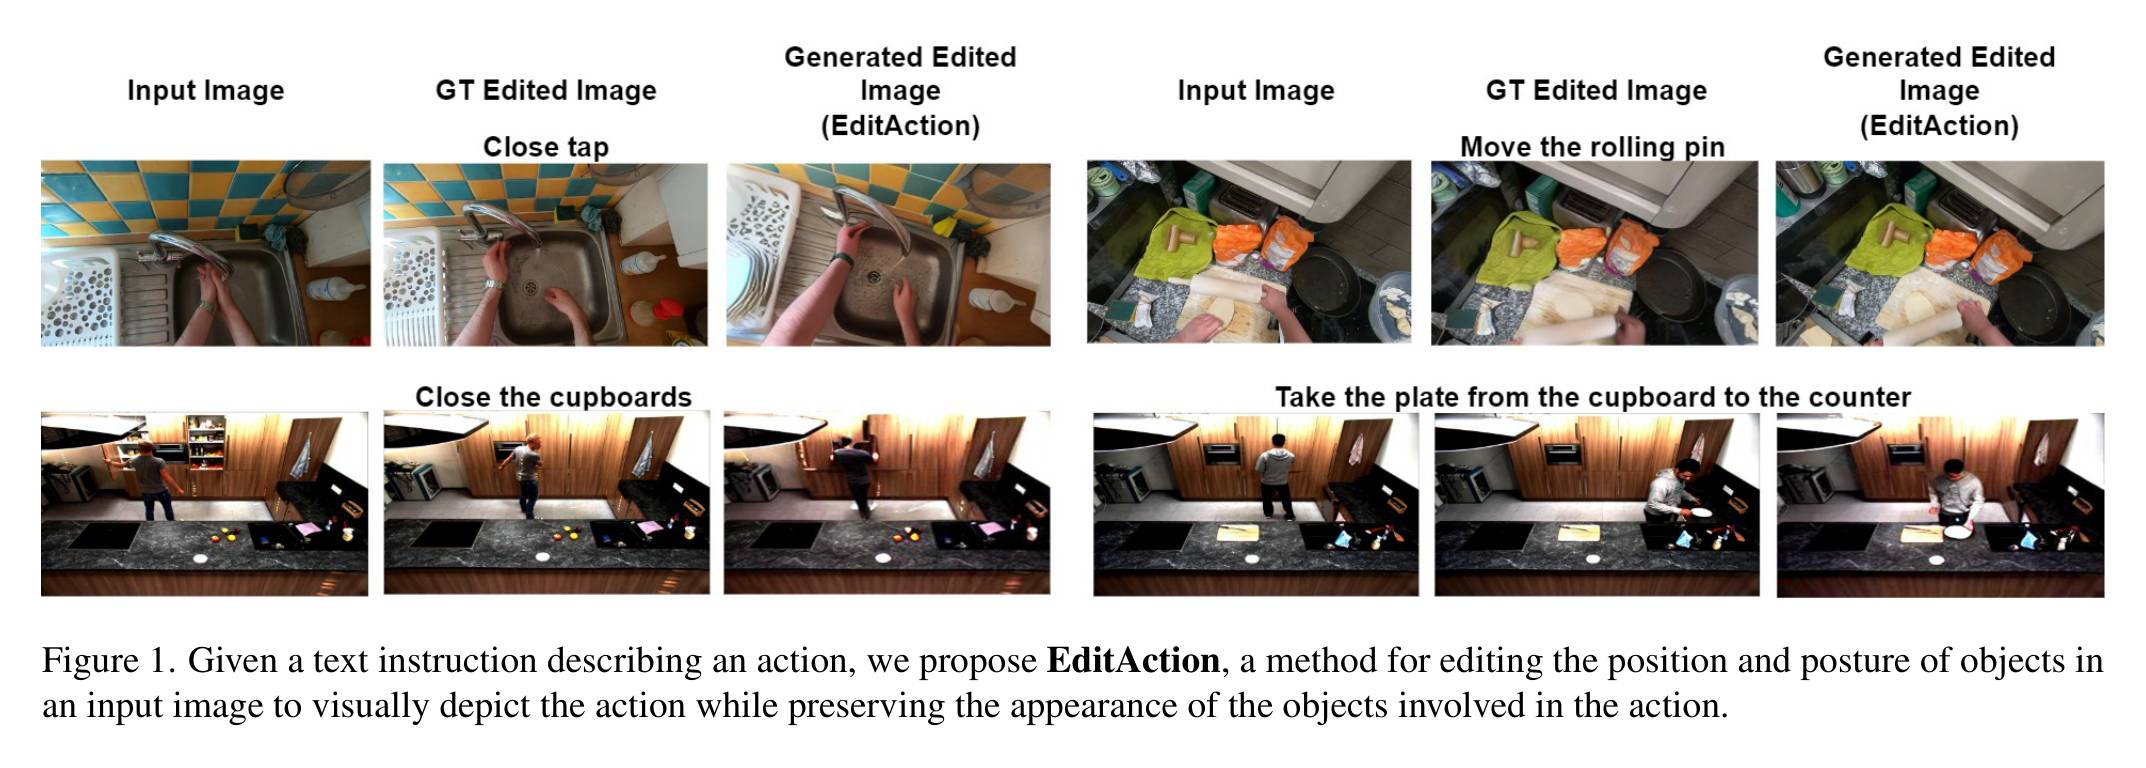 Input Image
GT Edited Image
Generated Edited
Image
(EditAction)
Input Image
GT Edited Image
Generated Edited
Image
(EditAction)
Close tap
Move the rolling pin
Close the cupboards
Take the plate from the cupboard to the counter
Figure 1. Given a text instruction describing an action, we propose EditAction, a method for editing the position and posture of objects in
an input image to visually depict the action while preserving the appearance of the objects involved in the action.